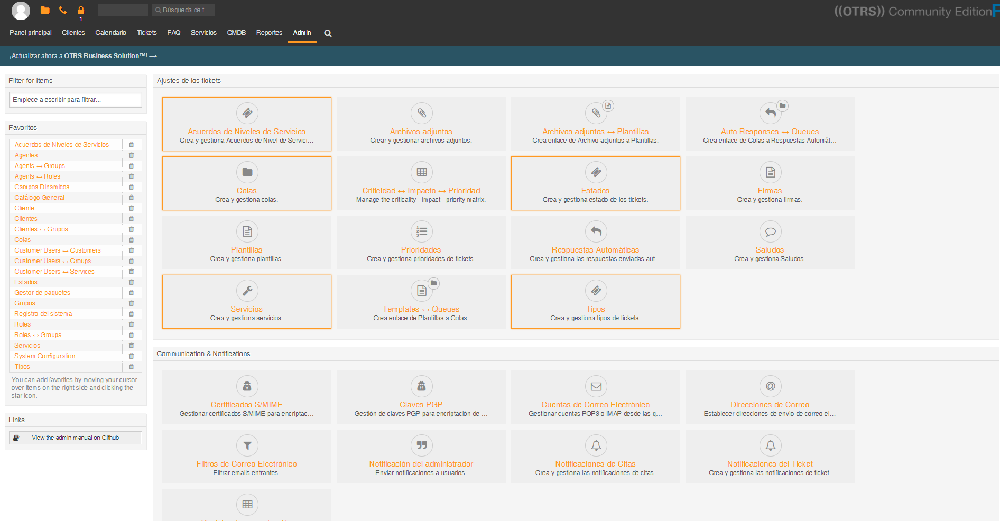 1
Búsqueda de t...
((OTRS)) Community Edition
Panel principal
Clientes
Calendario
Tickets
FAQ
Servicios
CMDB
Reportes
Admin
¡Actualizar ahora a OTRS Business Solution™! →
Filter for Items
Empiece a escribir para filtrar...
Favoritos
Acuerdos de Niveles de Servicios
Agentes
Agents ↔ Groups
Agents ↔ Roles
Campos Dinámicos
Catálogo General
Cliente
Clientes
Clientes ↔ Grupos
Colas
Customer Users ↔ Customers
Customer Users ↔ Groups
Customer Users ↔ Services
Estados
Gestor de paquetes
Grupos
Registro del sistema
Roles
Roles ↔ Groups
Servicios
System Configuration
Tipos
You can add favorites by moving your cursor
over items on the right side and clicking the
star icon.
Links
View the admin manual on Github
Ajustes de los tickets
Acuerdos de Niveles de Servicios
Crea y gestiona Acuerdos de Nivel de Servici...
Archivos adjuntos
Crear y gestionar archivos adjuntos.
Archivos adjuntos ↔ Plantillas
Crea enlace de Archivo adjuntos a Plantillas.
Auto Responses ↔ Queues
Crea enlace de Colas a Respuestas Automát...
Colas
Crea y gestiona colas.
Criticidad ↔ Impacto ↔ Prioridad
Manage the criticality - impact - priority matrix.
Estados
Crea y gestiona estado de los tickets.
Firmas
Crea y gestiona firmas.
Plantillas
Crea y gestiona plantillas.
Prioridades
Crea y gestiona prioridades de tickets.
Respuestas Automáticas
Crea y gestiona las respuestas enviadas aut...
Saludos
Crea y gestiona Saludos.
Servicios
Crea y gestiona servicios.
Templates ↔ Queues
Crea enlace de Plantillas a Colas.
Tipos
Crea y gestiona tipos de tickets.
Communication & Notifications
Certificados S/MIME
Gestionar certificados S/MIME para encriptac...
Claves PGP
Gestión de claves PGP para encriptación de ...
Cuentas de Correo Electrónico
Gestionar cuentas POP3 o IMAP desde las q...
Direcciones de Correo
Establecer direcciones de envío de correo el...
Filtros de Correo Electrónico
Filtrar emails entrantes.
Notificación del administrador
Enviar notificaciones a usuarios.
Notificaciones de Citas
Crea y gestiona las notificaciones de citas.
Notificaciones del Ticket
Crea y gestiona las notificaciones de ticket.